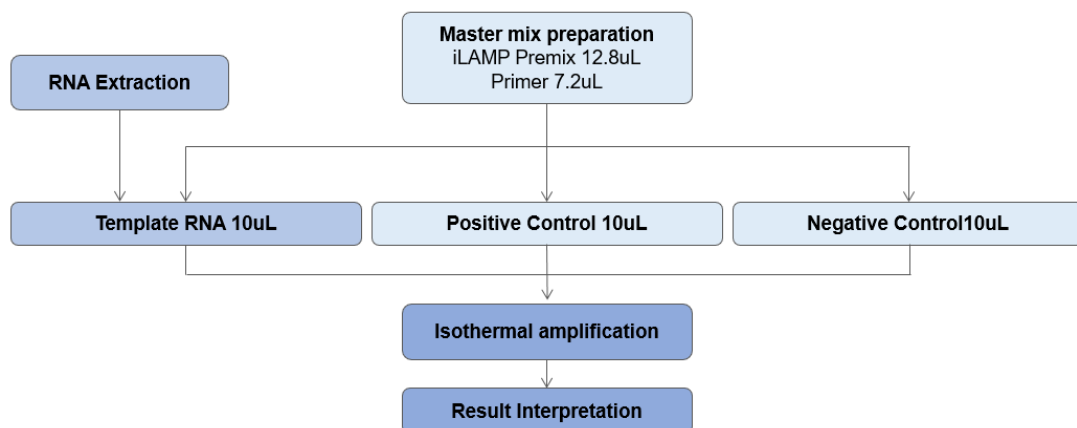 Master mix preparation
iLAMP Premix 12.8uL
Primer 7.2uL
RNA Extraction
Template RNA 10uL
Positive Control 10uL
Negative Control10uL
Isothermal amplification
Result Interpretation